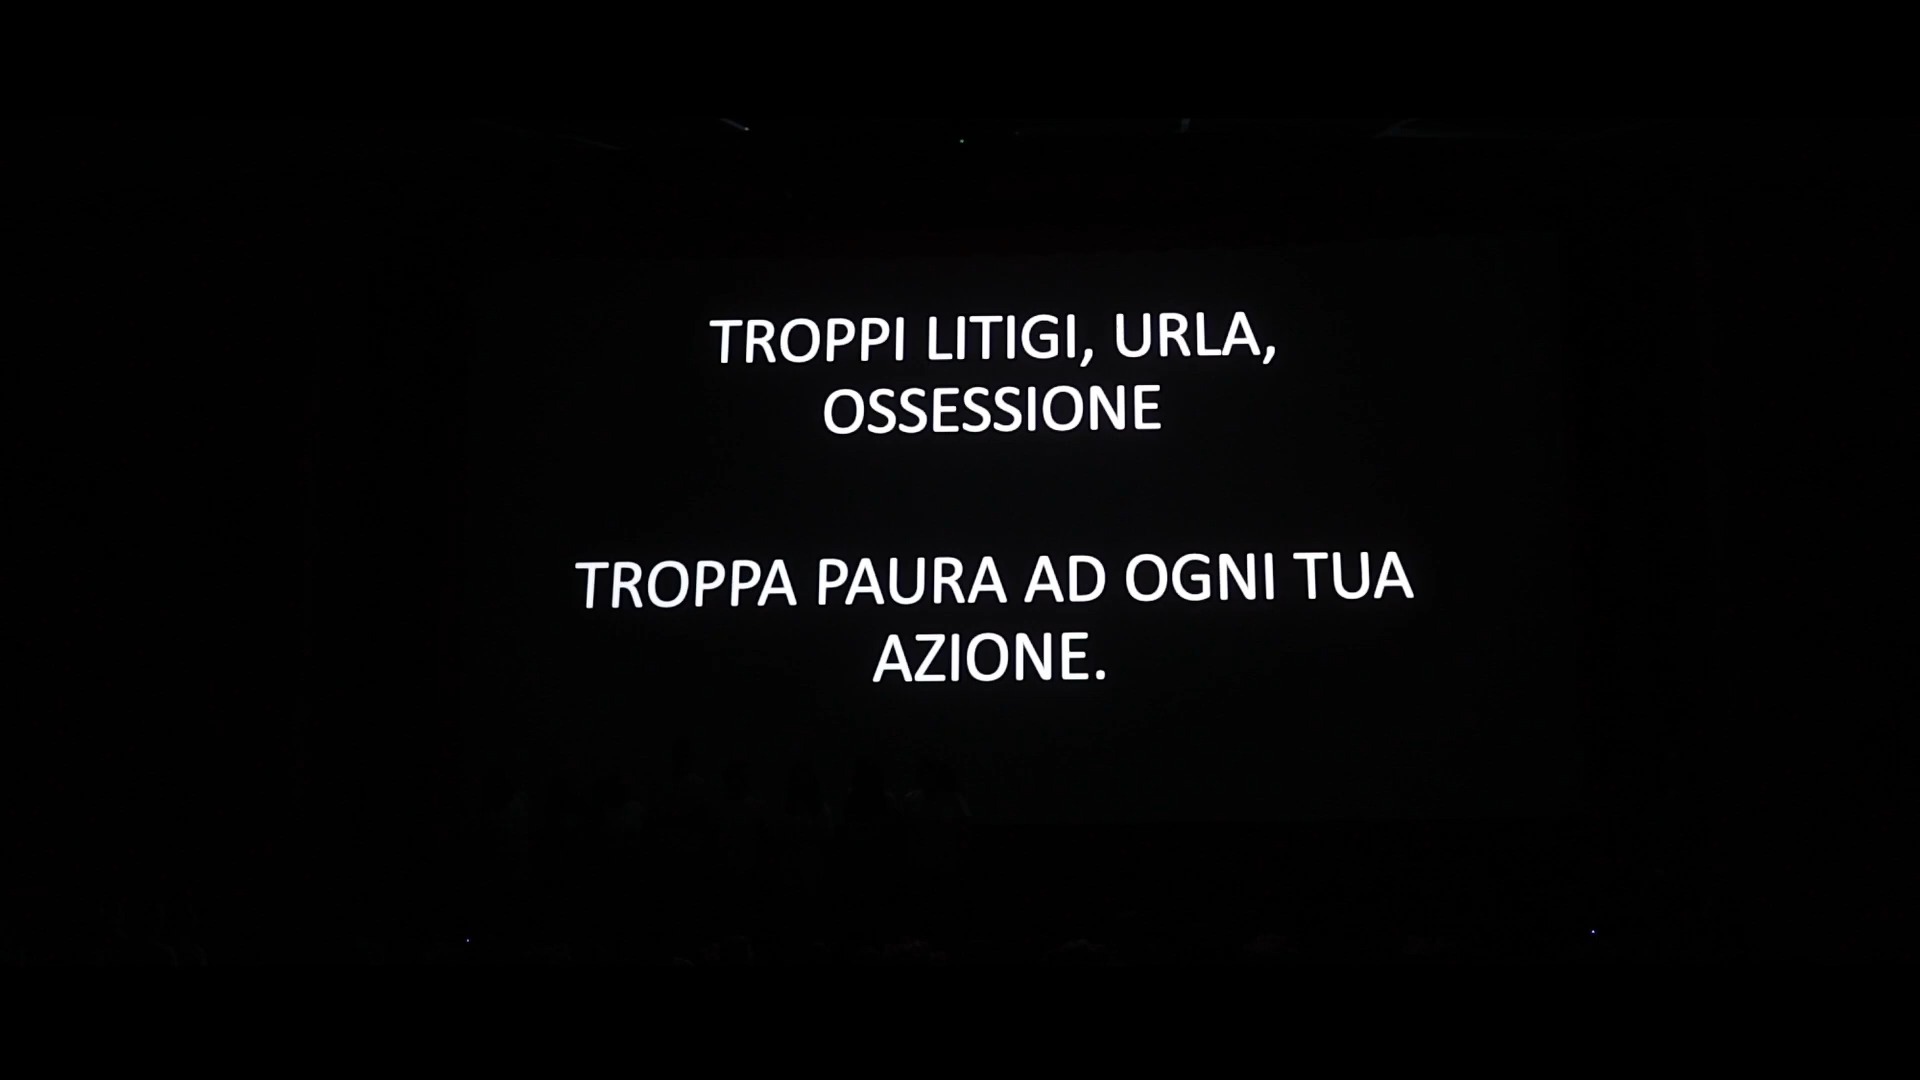 TROPPI LITIGI, URLA,
OSSESSIONE
TROPPA PAURA AD OGNI TUA
AZIONE.